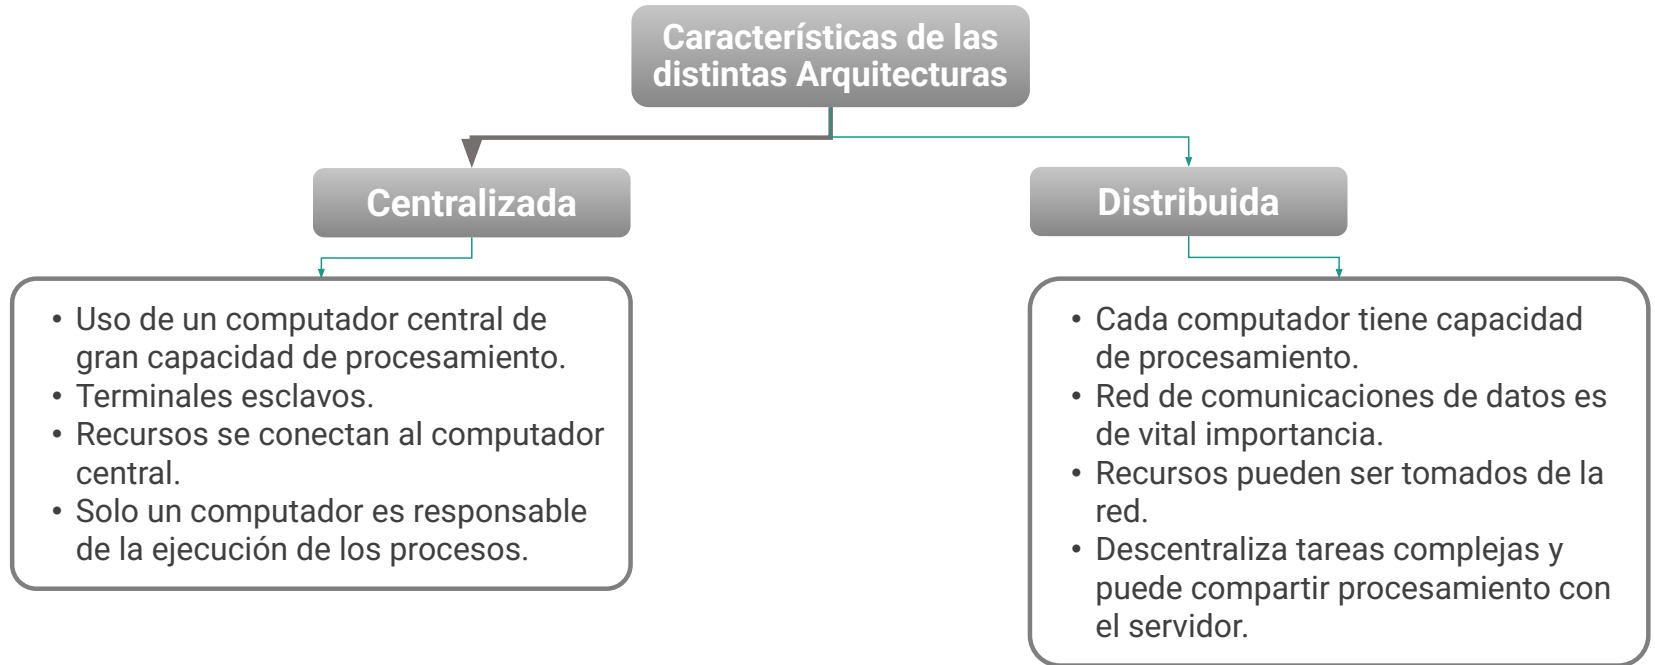 Características de las
distintas Arquitecturas
Centralizada
Distribuida
• Uso de un computador central de
gran capacidad de procesamiento.
• Terminales esclavos.
• Recursos se conectan al computador
central.
• Solo un computador es responsable
de la ejecución de los procesos.
• Cada computador tiene capacidad
de procesamiento.
• Red de comunicaciones de datos es
de vital importancia.
• Recursos pueden ser tomados de la
red.
• Descentraliza tareas complejas y
puede compartir procesamiento con
el servidor.